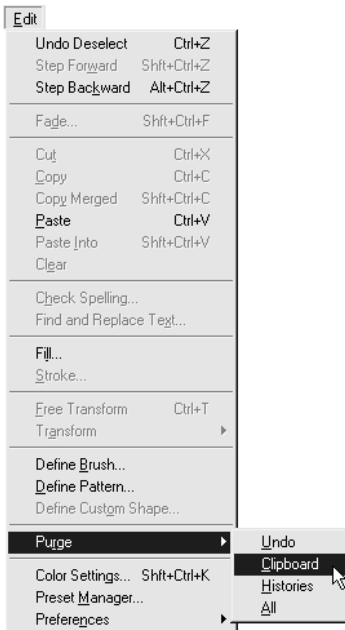 Edit
Undo Deselect Ctrl+Z
Step Forward Shft+Ctrl+Z
Step Backward Alt+Ctrl+Z
Fade... Shft+Ctrl+F
Cut Ctrl+X
Copy Ctrl+C
Copy Merged Shft+Ctrl+C
Paste Ctrl+V
Paste Into Shft+Ctrl+V
Clear
Check Spelling...
Find and Replace Text...
Fill...
Stroke...
Free Transform Ctrl+T
Transform
Define Brush...
Define Pattern...
Define Custom Shape...
Purge
Undo
Clipboard
Histories
All
Color Settings... Shft+Ctrl+K
Preset Manager...
Preferences